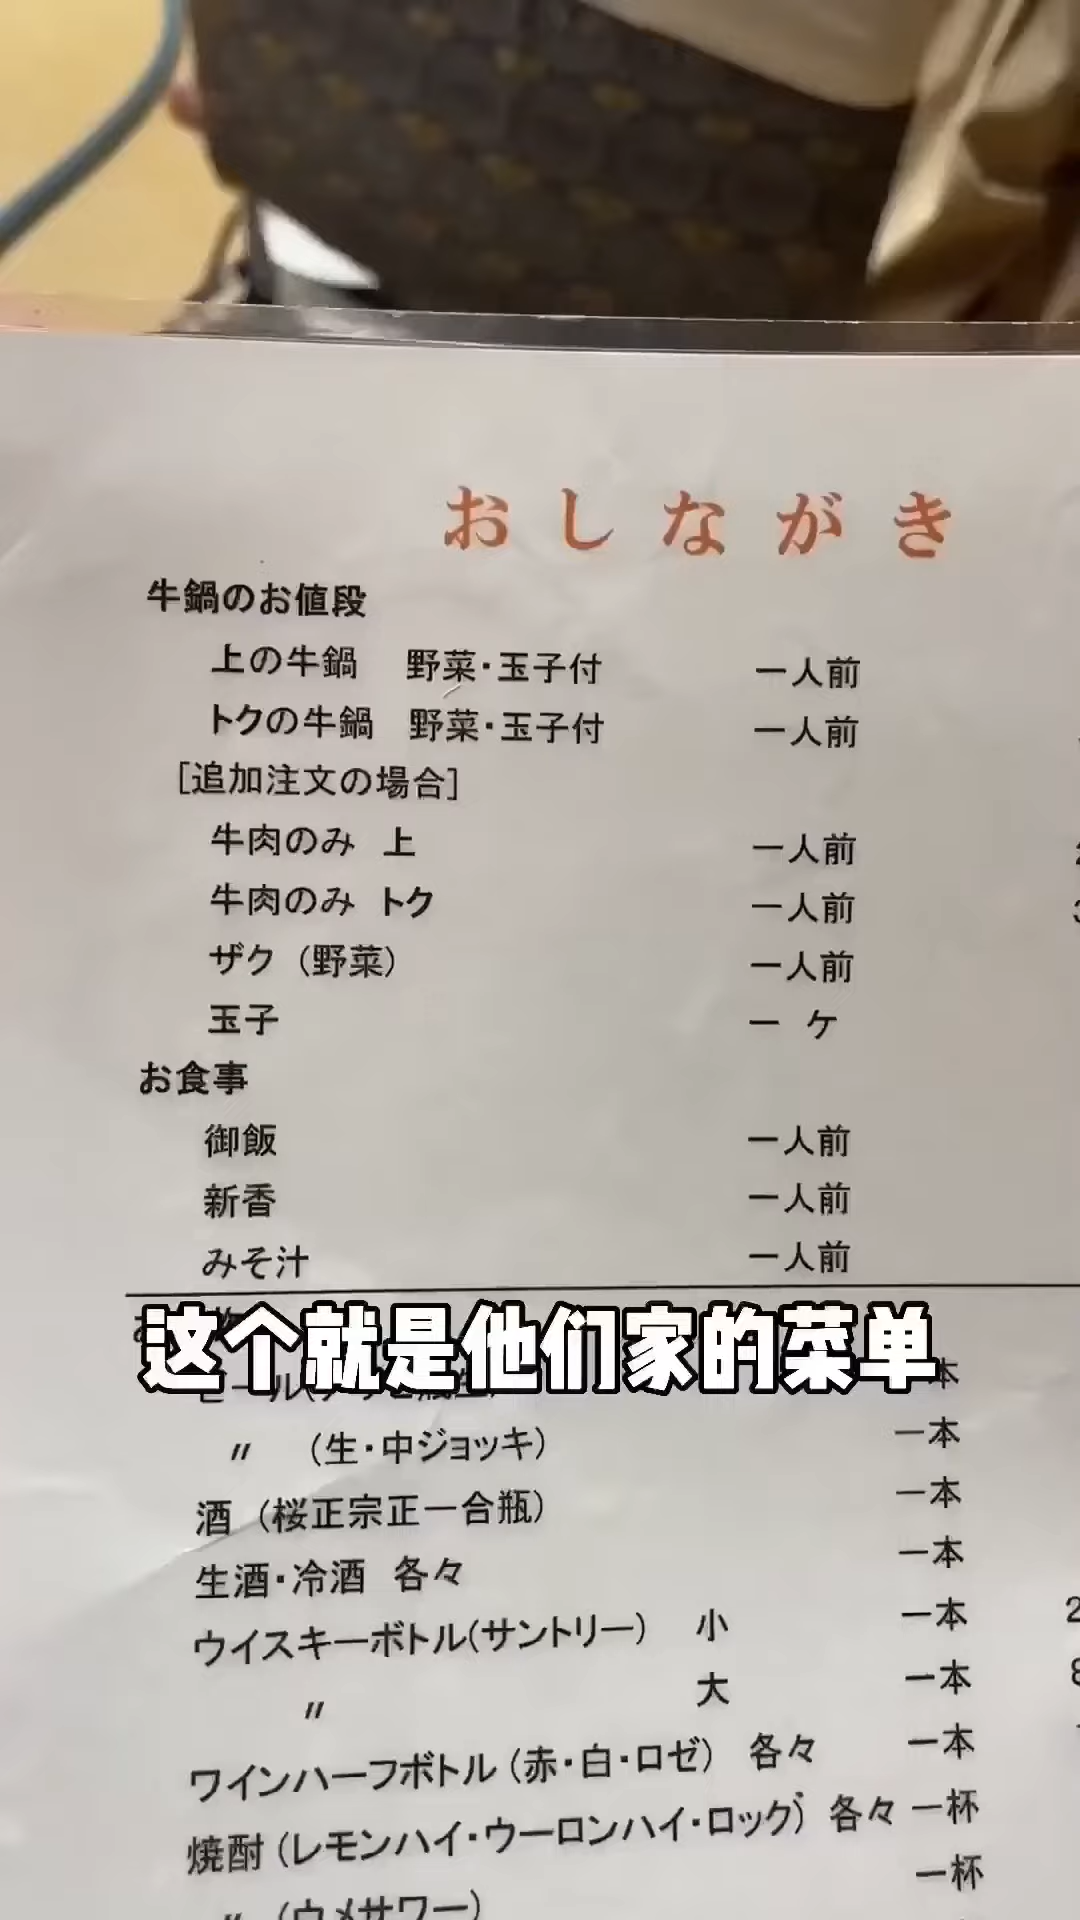 おしながき
牛鍋のお値段
上の牛鍋 野菜・玉子付 一人前
トクの牛鍋 野菜・玉子付 一人前
[追加注文の場合]
牛肉のみ 上 一人前
牛肉のみ トク 一人前
ザク（野菜） 一人前
玉子 一 ケ
お食事
御飯 一人前
新香 一人前
みそ汁 一人前
这个就是他们家的菜单
本
〃 （生・中ジョッキ） 一本
酒 （桜正宗正一合瓶） 一本
生酒・冷酒 各々 一本
ウイスキーボトル(サントリー) 小 一本
〃 大 一本
ワインハーフボトル（赤・白・ロゼ） 各々 一本
焼酎（レモンハイ・ウーロンハイ・ロック）各々 一杯
〃 （ウメサワー） 一杯